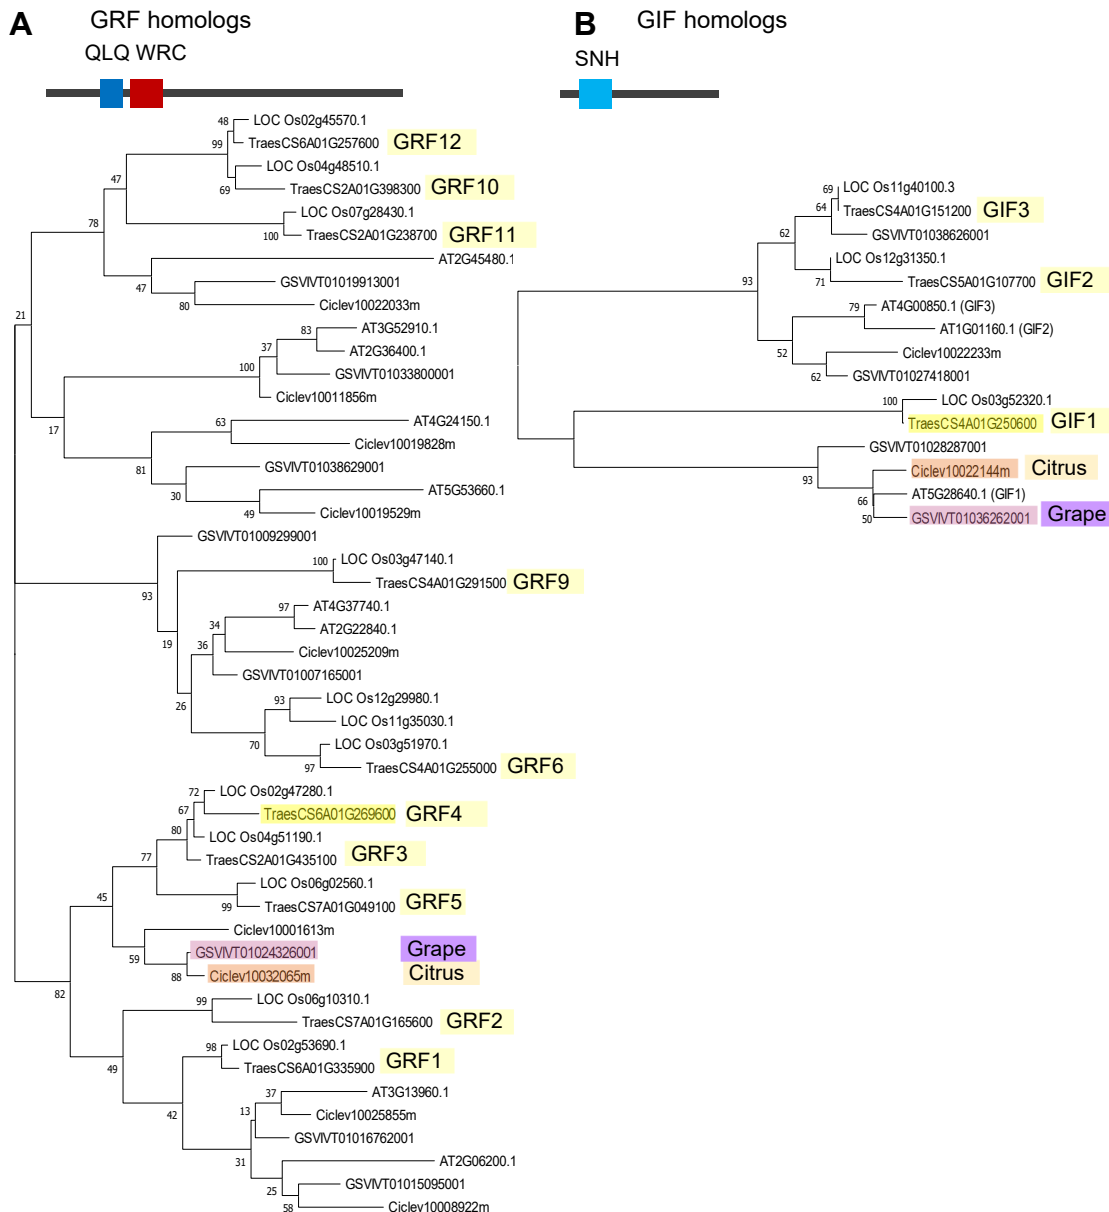 A GRF homologs
QLQ WRC
48 LOC Os02g45570.1
99 TraesCS6A01G257600 GRF12
LOC Os04g48510.1
47 69 TraesCS2A01G398300 GRF10
LOC Os07g28430.1
78 100 TraesCS2A01G238700 GRF11
AT2G45480.1
47 GSVIVT01019913001
80 Ciclev10022033m
21
83 AT3G52910.1
37 AT2G36400.1
100 GSVIVT01033800001
Ciclev10011856m
17
63 AT4G24150.1
Ciclev10019828m
81 GSVIVT01038629001
30 AT5G53660.1
49 Ciclev10019529m
GSVIVT01009299001
100 LOC Os03g47140.1
93 TraesCS4A01G291500 GRF9
97 AT4G37740.1
19 34 AT2G22840.1
36 Ciclev10025209m
GSVIVT01007165001
26 93 LOC Os12g29980.1
LOC Os11g35030.1
70 LOC Os03g51970.1
97 TraesCS4A01G255000 GRF6
72 LOC Os02g47280.1
67 TraesCS6A01G269600 GRF4
80 LOC Os04g51190.1
77 TraesCS2A01G435100 GRF3
LOC Os06g02560.1
45 99 TraesCS7A01G049100 GRF5
Ciclev10001613m
59 GSVIVT01024326001 Grape
88 Ciclev10032065m Citrus
82
99 LOC Os06g10310.1
TraesCS7A01G165600 GRF2
49 98 LOC Os02g53690.1
TraesCS6A01G335900 GRF1
42 37 AT3G13960.1
13 Ciclev10025855m
GSVIVT01016762001
31 AT2G06200.1
25 GSVIVT01015095001
58 Ciclev10008922m
B GIF homologs
SNH
69 LOC Os11g40100.3
64 TraesCS4A01G151200 GIF3
62 GSVIVT01038626001
LOC Os12g31350.1
93 71 TraesCS5A01G107700 GIF2
79 AT4G00850.1 (GIF3)
AT1G01160.1 (GIF2)
52 Ciclev10022233m
62 GSVIVT01027418001
100 LOC Os03g52320.1
TraesCS4A01G250600 GIF1
GSVIVT01028287001
93 Ciclev10022144m Citrus
66 AT5G28640.1 (GIF1)
50 GSVIVT01036262001 Grape